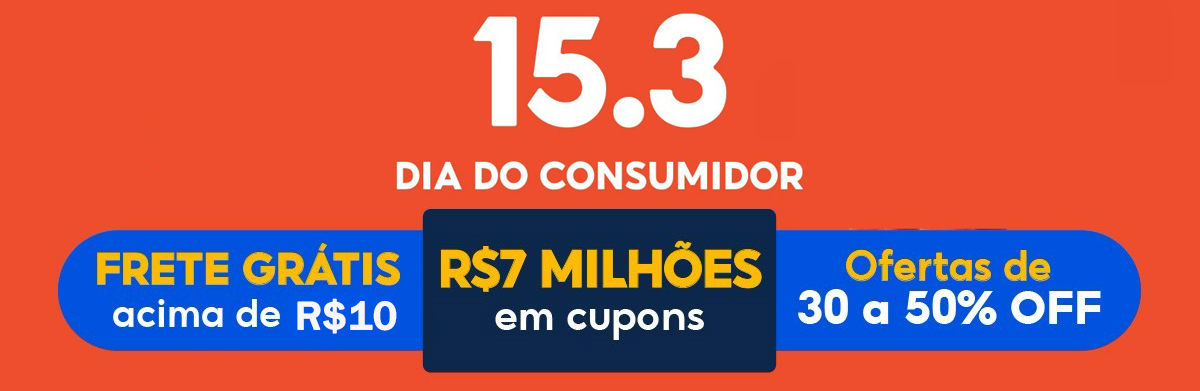 15.3
DIA DO CONSUMIDOR
FRETE GRÁTIS
acima de R$10
R$7 MILHÕES
em cupons
Ofertas de
30 a 50% OFF